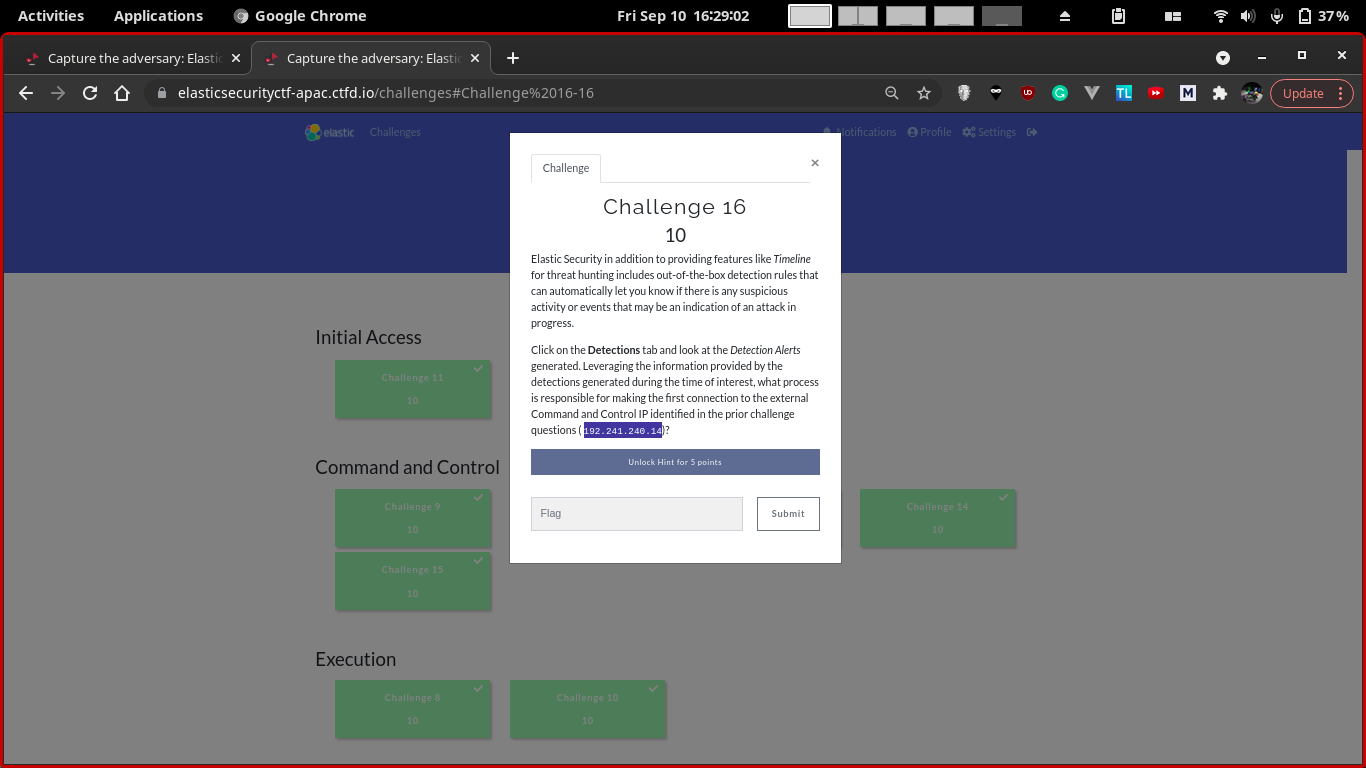 Activities Applications Google Chrome Fri Sep 10 16:29:02 37 %
Capture the adversary: Elasti Capture the adversary: Elasti
elasticsecurityctf-apac.ctfd.io/challenges#Challenge%2016-16 Update
elastic Challenges Notifications Profile Settings
Challenge
Challenge 16
10
Elastic Security in addition to providing features like Timeline
for threat hunting includes out-of-the-box detection rules that
can automatically let you know if there is any suspicious
activity or events that may be an indication of an attack in
progress.
Click on the Detections tab and look at the Detection Alerts
generated. Leveraging the information provided by the
detections generated during the time of interest, what process
is responsible for making the first connection to the external
Command and Control IP identified in the prior challenge
questions ( 192.241.240.14)?
Unlock Hint for 5 points
Flag Submit
Initial Access
Challenge 11
10
Command and Control
Challenge 9 Challenge 14
10 10
Challenge 15
10
Execution
Challenge 8 Challenge 10
10 10